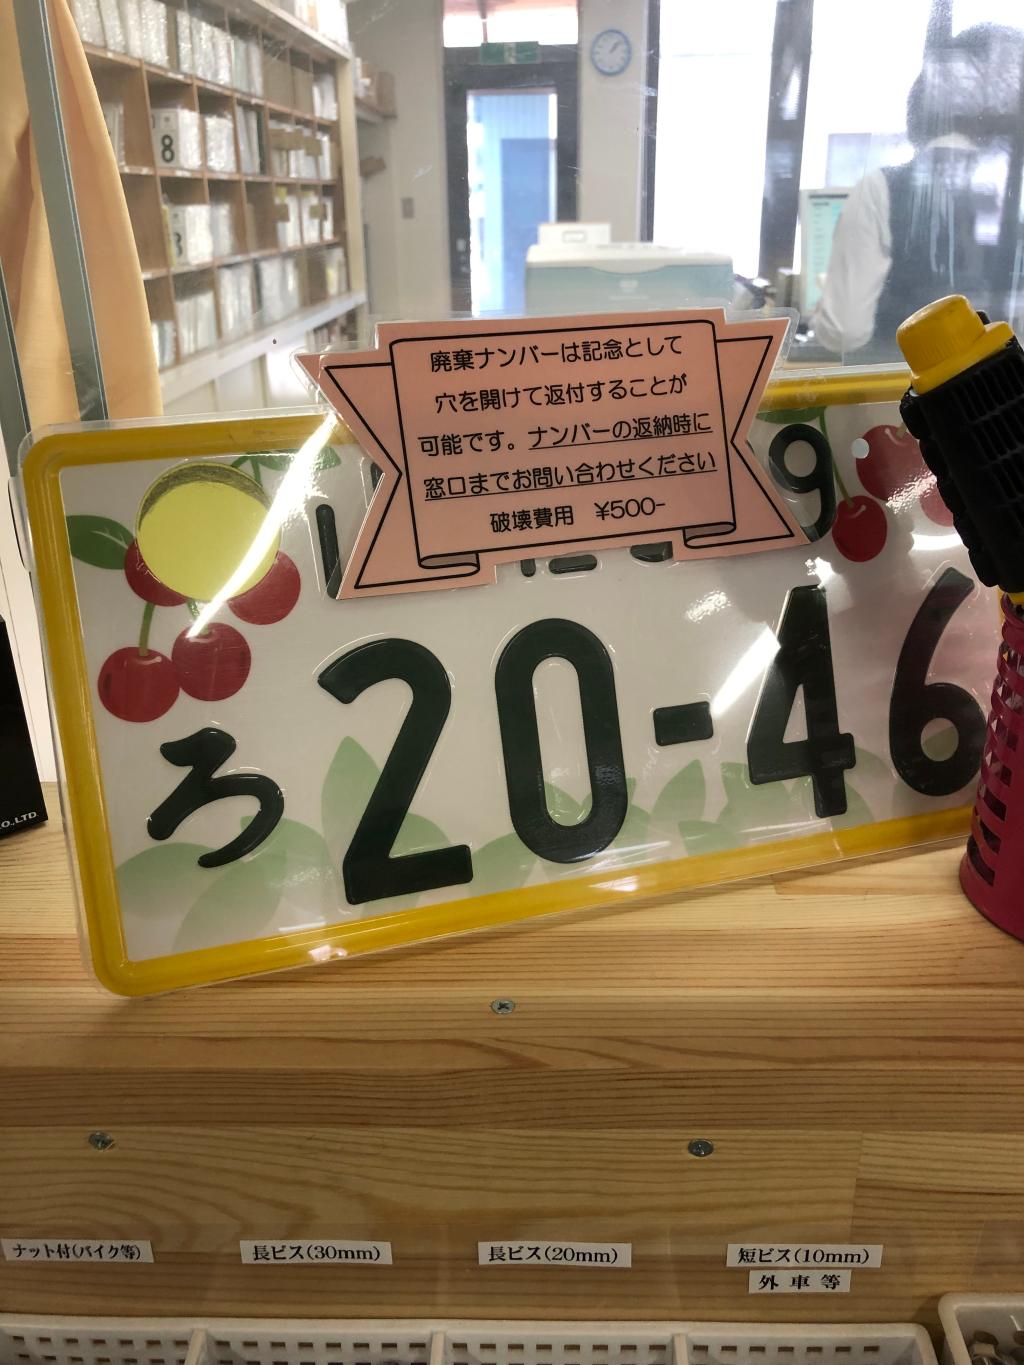 8
廃棄ナンバーは記念として
穴を開けて返付することが
可能です。ナンバーの返納時に
窓口までお問い合わせください
破壊費用 ¥500-
9
ろ 20-46
O.,LTD.
ナット付(バイク等)
長ビス(30mm)
長ビス(20mm)
短ビス(10mm)
外車等